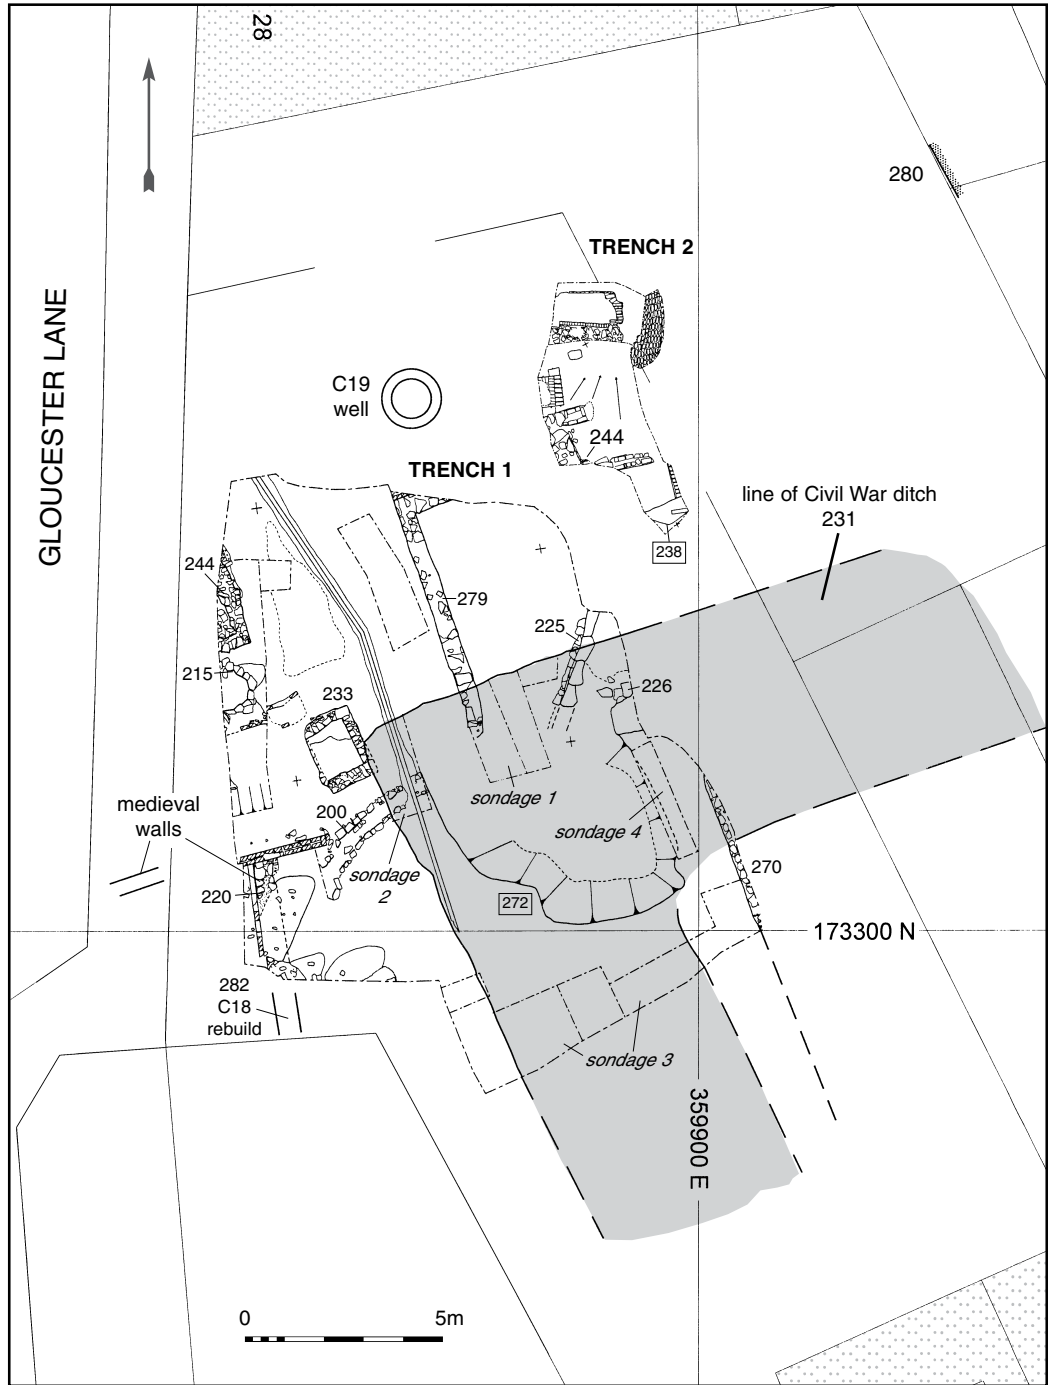 28
280
TRENCH 2
GLOUCESTER LANE
C19
well
244
TRENCH 1
line of Civil War ditch
231
238
244
279
225
215
226
233
sondage 1
medieval
walls
200
sondage 4
sondage
2
270
220
272
173300 N
282
C18
rebuild
sondage 3
359900 E
0
5m